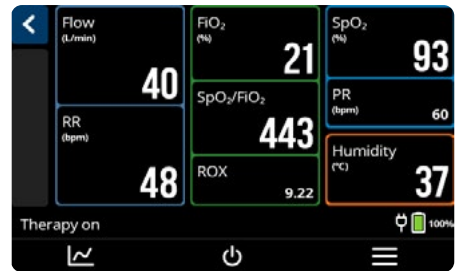 Flow
(L/min)
40
RR
(bpm)
48
FiO₂
(%)
21
SpO₂/FiO₂
443
ROX
9.22
SpO₂
(%)
93
PR
(bpm)
60
Humidity
(°C)
37
Therapy on
100%